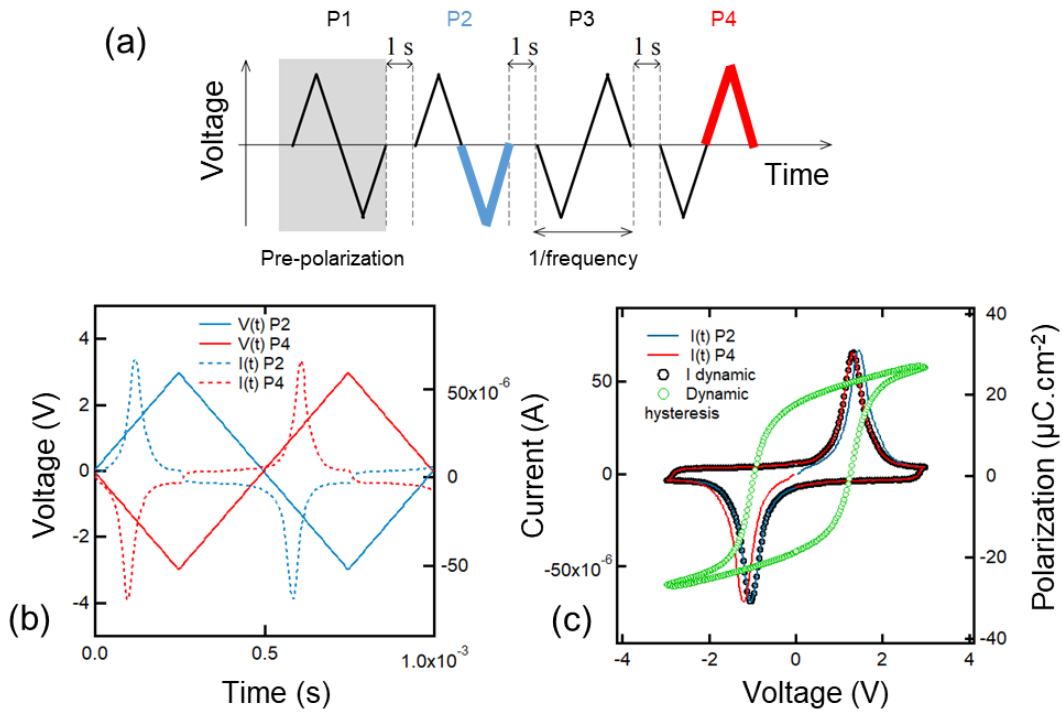 (a)
P1
P2
P3
P4
1 s
1 s
1 s
Voltage
Time
Pre-polarization
1/frequency
(b)
V(t) P2
V(t) P4
I(t) P2
I(t) P4
Voltage (V)
4
2
0
-2
-4
50x10-6
0
-50
0.0
0.5
1.0x10-3
Time (s)
(c)
I(t) P2
I(t) P4
I dynamic
Dynamic
hysteresis
Current (A)
50
0
-50x10-6
Polarization (µC.cm-2)
40
20
0
-20
-40
-4
-2
0
2
4
Voltage (V)